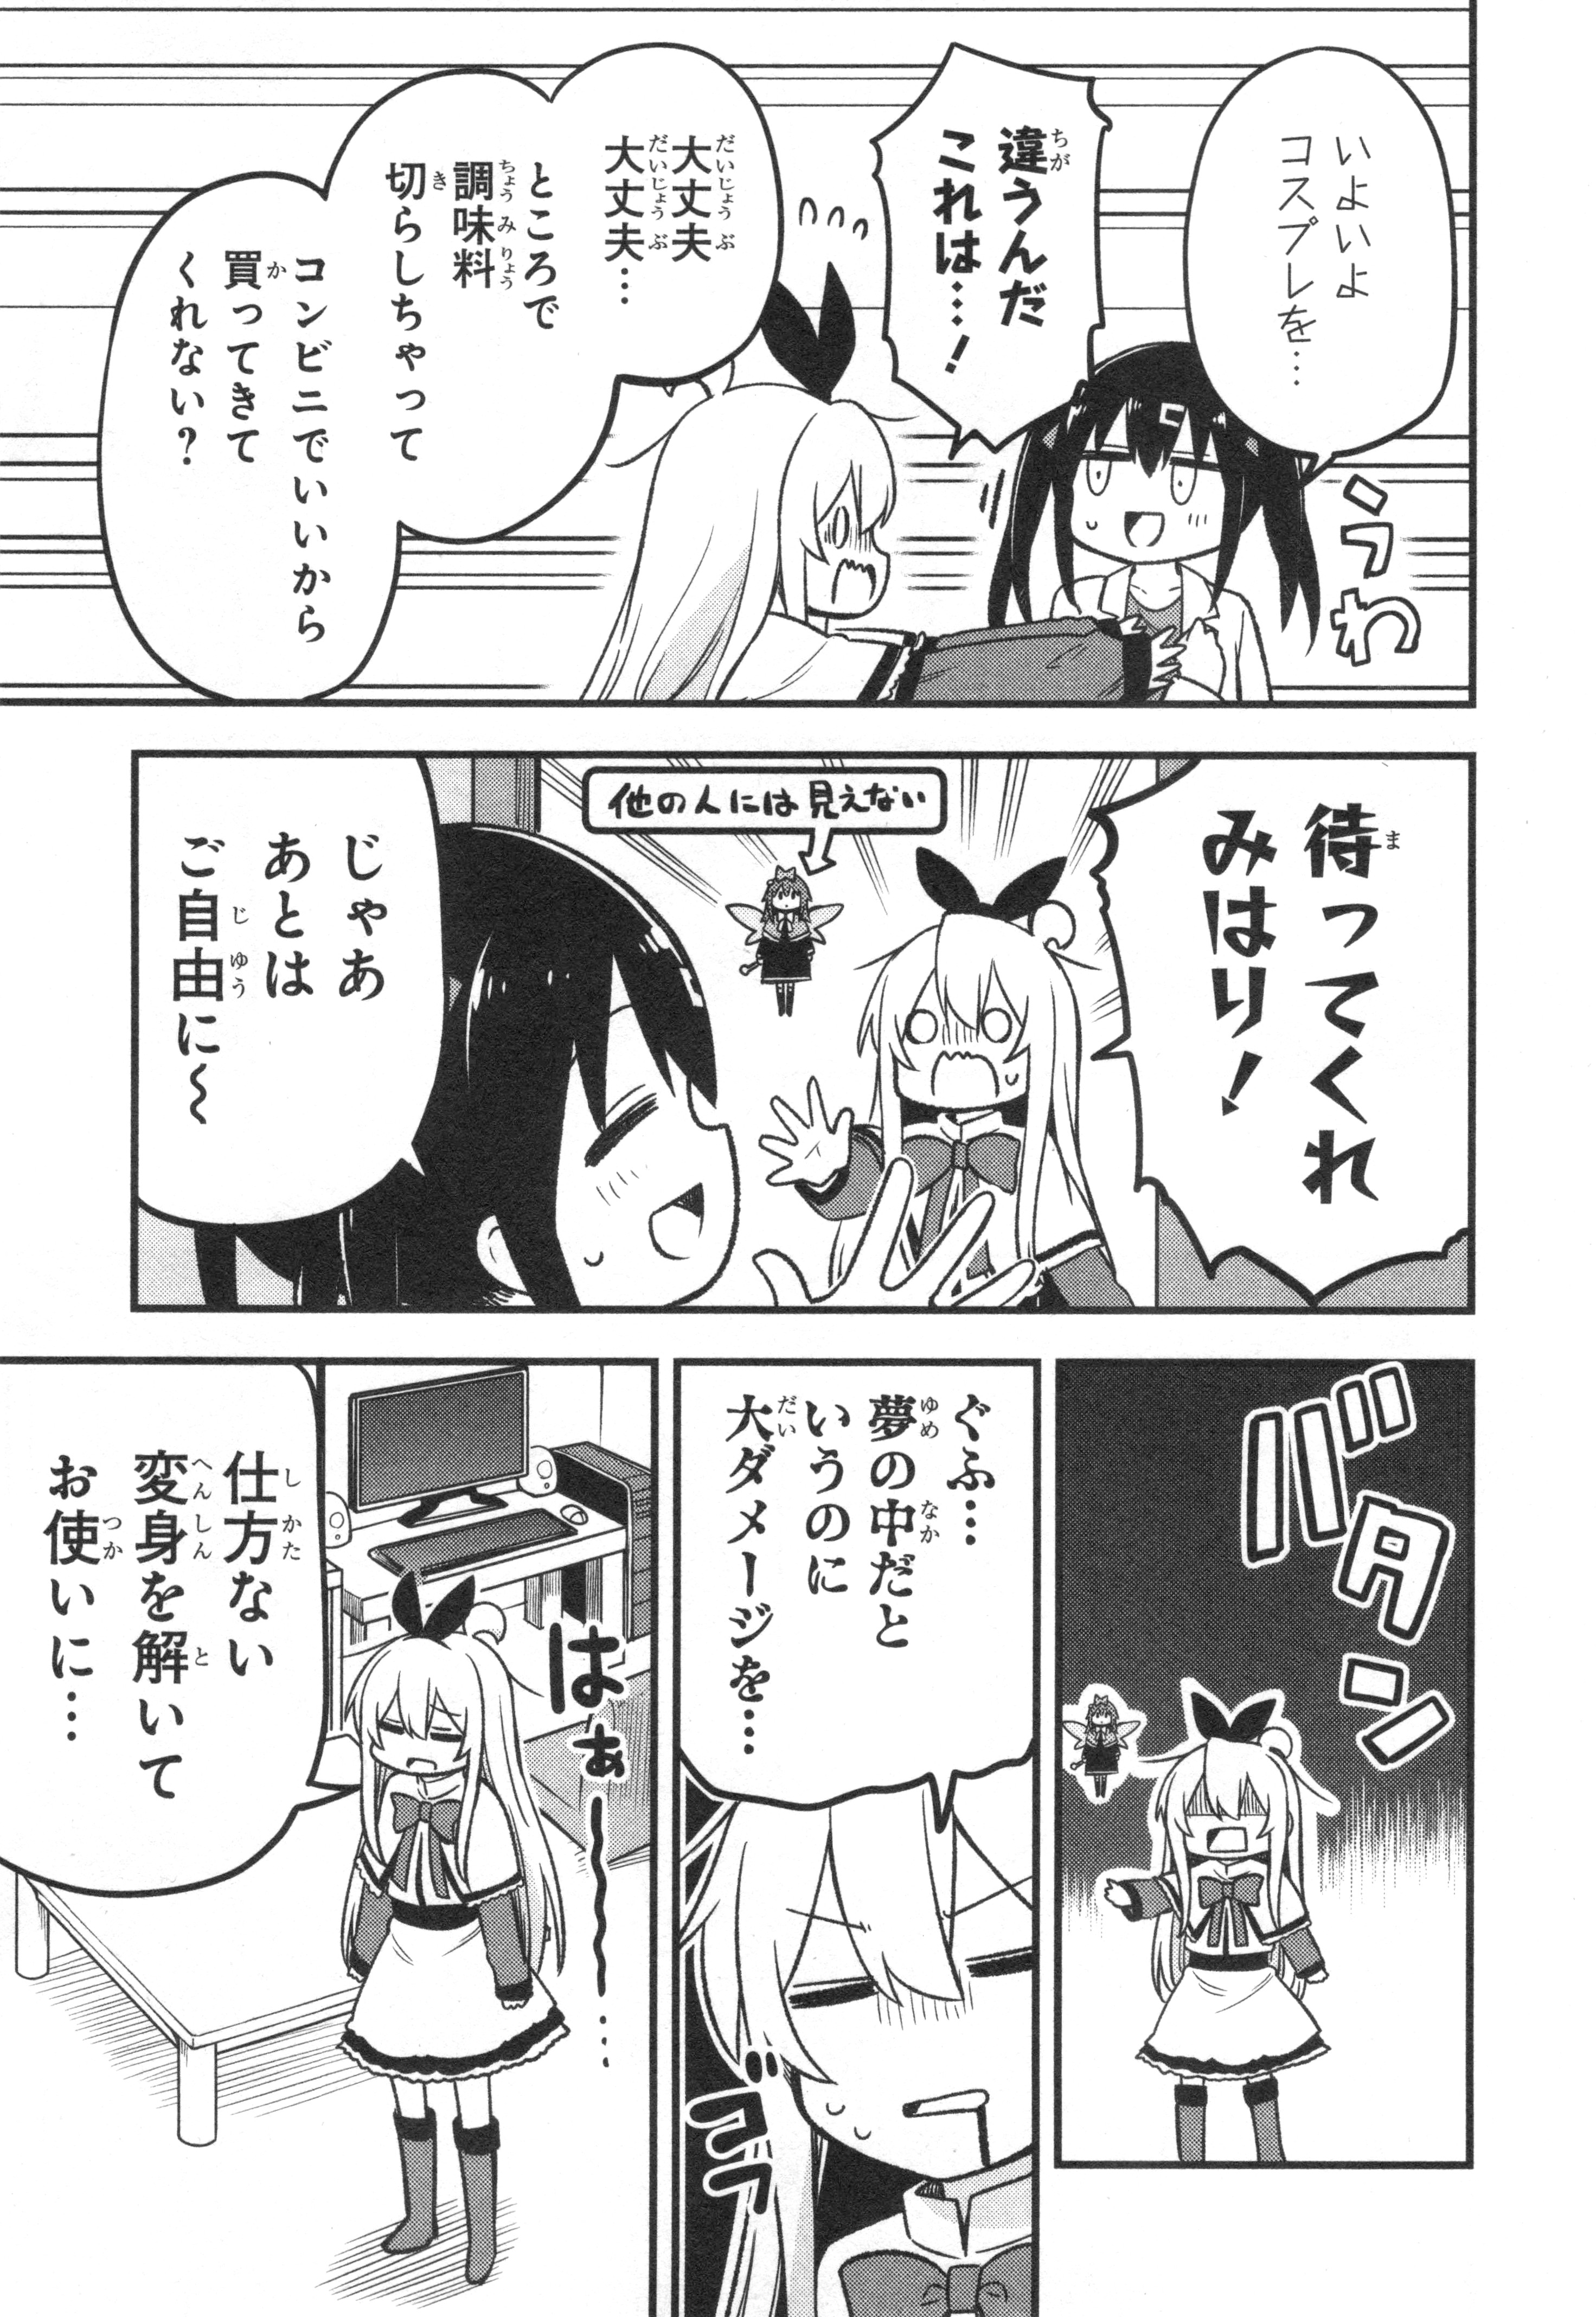 いよいよ
コスプレを…
うわ
違うんだ
これは…！
大丈夫
大丈夫…
ところで
調味料
切らしちゃって
コンビニでいいから
買ってきて
くれない？
待ってくれ
みはり！
他の人には見えない
じゃあ
あとは
ご自由に～
バタン
ぐふ…
夢の中だと
いうのに
大ダメージを…
ゴフッ
はぁ～…
仕方ない
変身を解いて
お使いに…